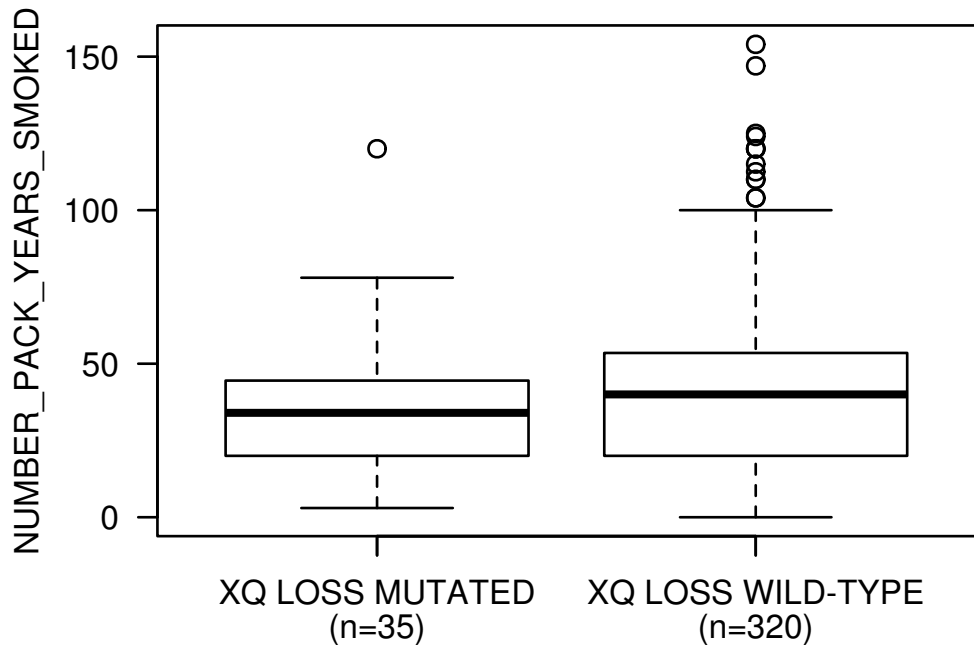 NUMBER_PACK_YEARS_SMOKED
150
100
50
0
XQ LOSS MUTATED
(n=35)
XQ LOSS WILD-TYPE
(n=320)